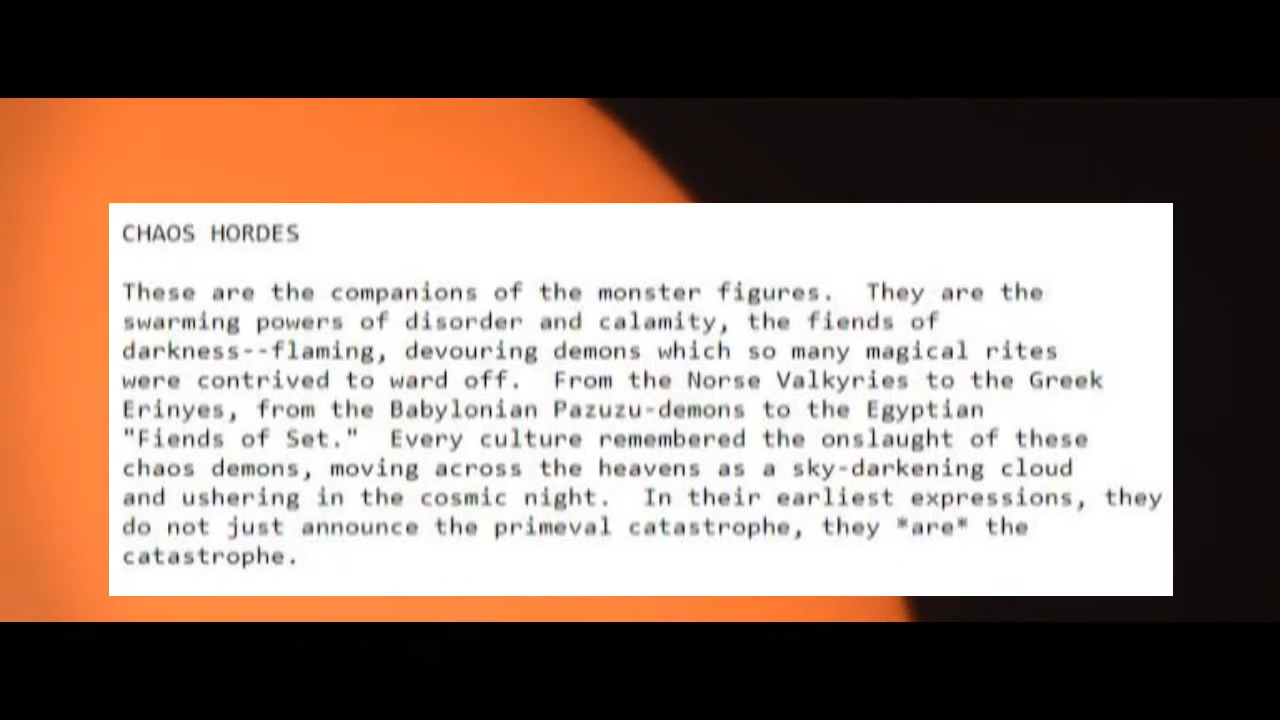 CHAOS HORDES
These are the companions of the monster figures.  They are the
swarming powers of disorder and calamity, the fiends of
darkness--flaming, devouring demons which so many magical rites
were contrived to ward off.  From the Norse Valkyries to the Greek
Erinyes, from the Babylonian Pazuzu-demons to the Egyptian
"Fiends of Set."  Every culture remembered the onslaught of these
chaos demons, moving across the heavens as a sky-darkening cloud
and ushering in the cosmic night.  In their earliest expressions, they
do not just announce the primeval catastrophe, they *are* the
catastrophe.